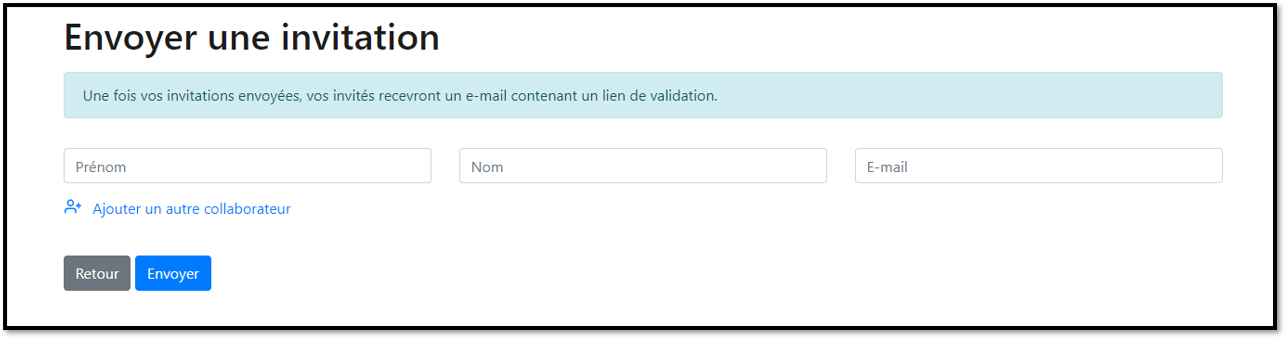 Envoyer une invitation
Une fois vos invitations envoyées, vos invités recevront un e-mail contenant un lien de validation.
Prénom Nom E-mail
Ajouter un autre collaborateur
Retour Envoyer